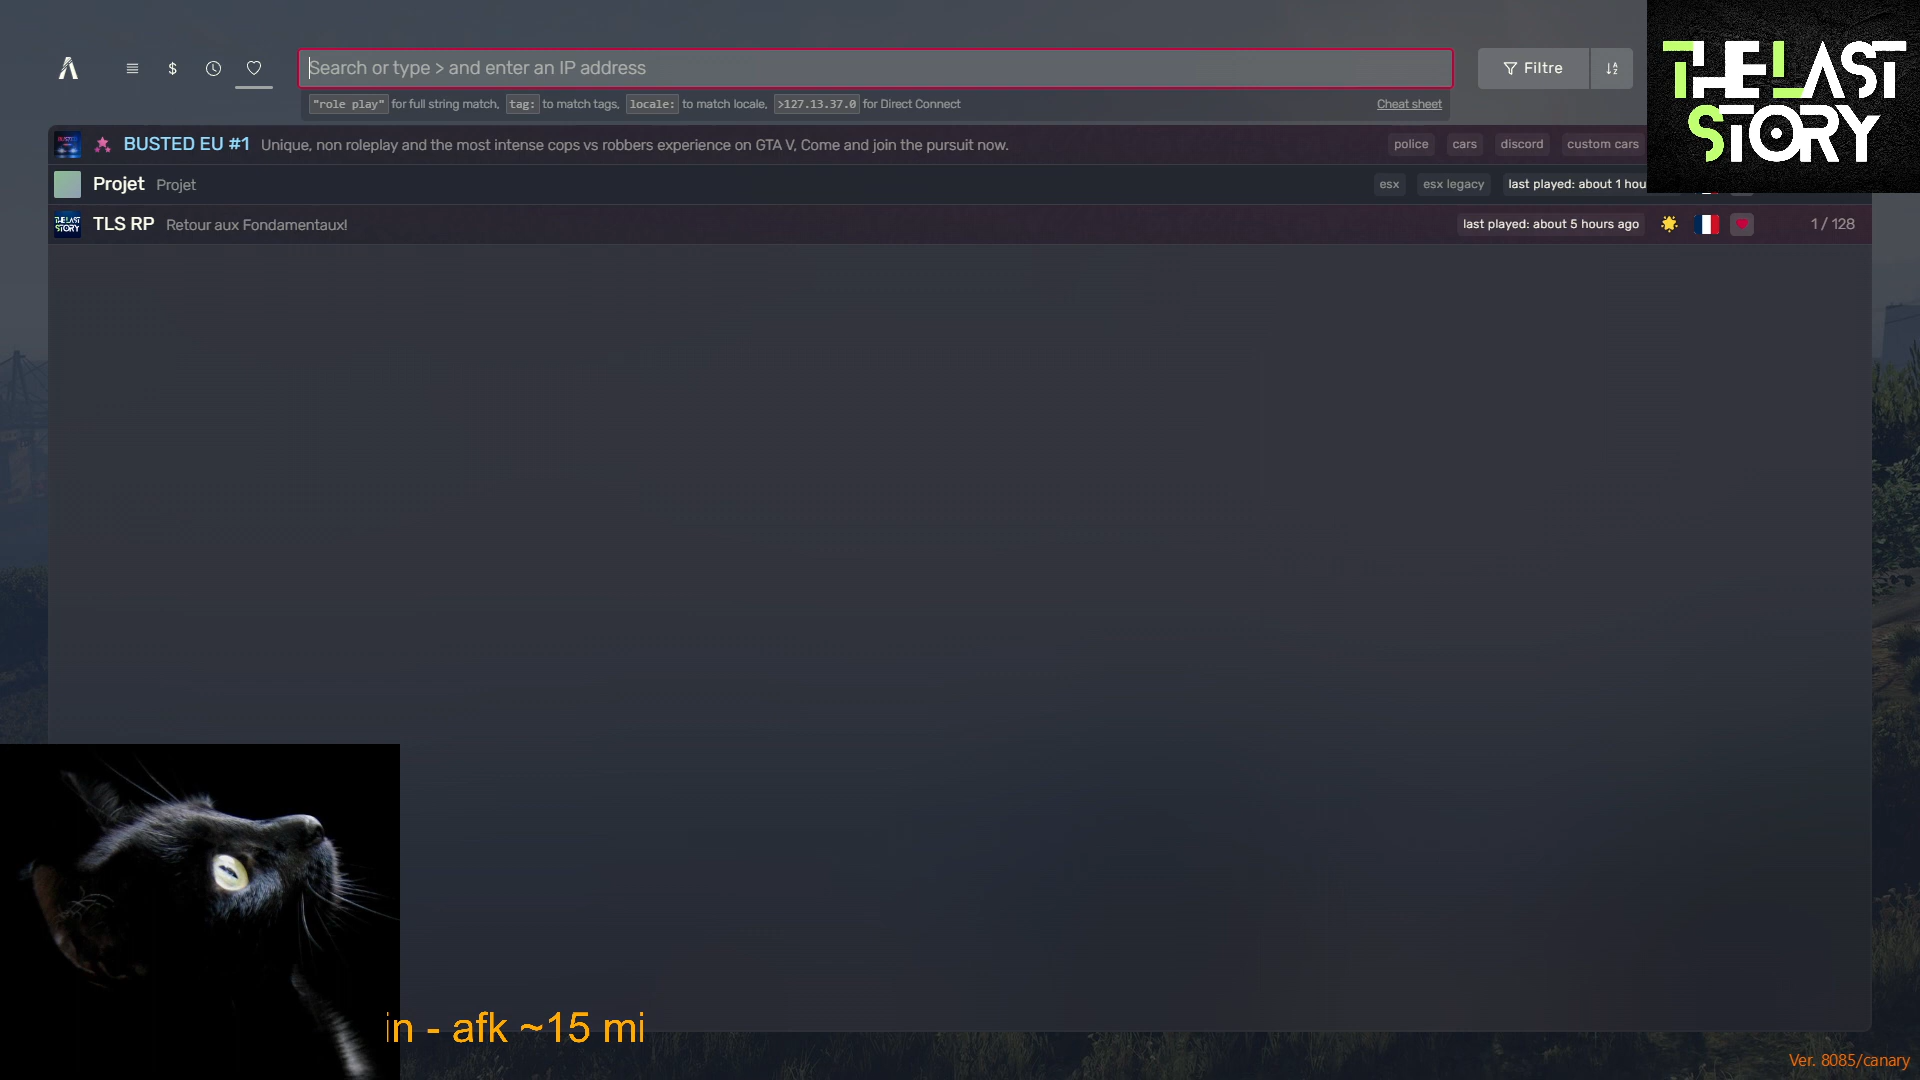 Search or type > and enter an IP address
Filtre
"role play" for full string match, tag: to match tags, locale: to match locale, >127.13.37.0 for Direct Connect
Cheat sheet
THE LAST
STORY
BUSTED EU #1 Unique, non roleplay and the most intense cops vs robbers experience on GTA V, Come and join the pursuit now. police cars discord custom cars
Projet Projet esx esx legacy last played: about 1 hou
THE LAST
STORY
TLS RP Retour aux Fondamentaux! last played: about 5 hours ago 1 / 128
in - afk ~15 mi
Ver. 8085/canary